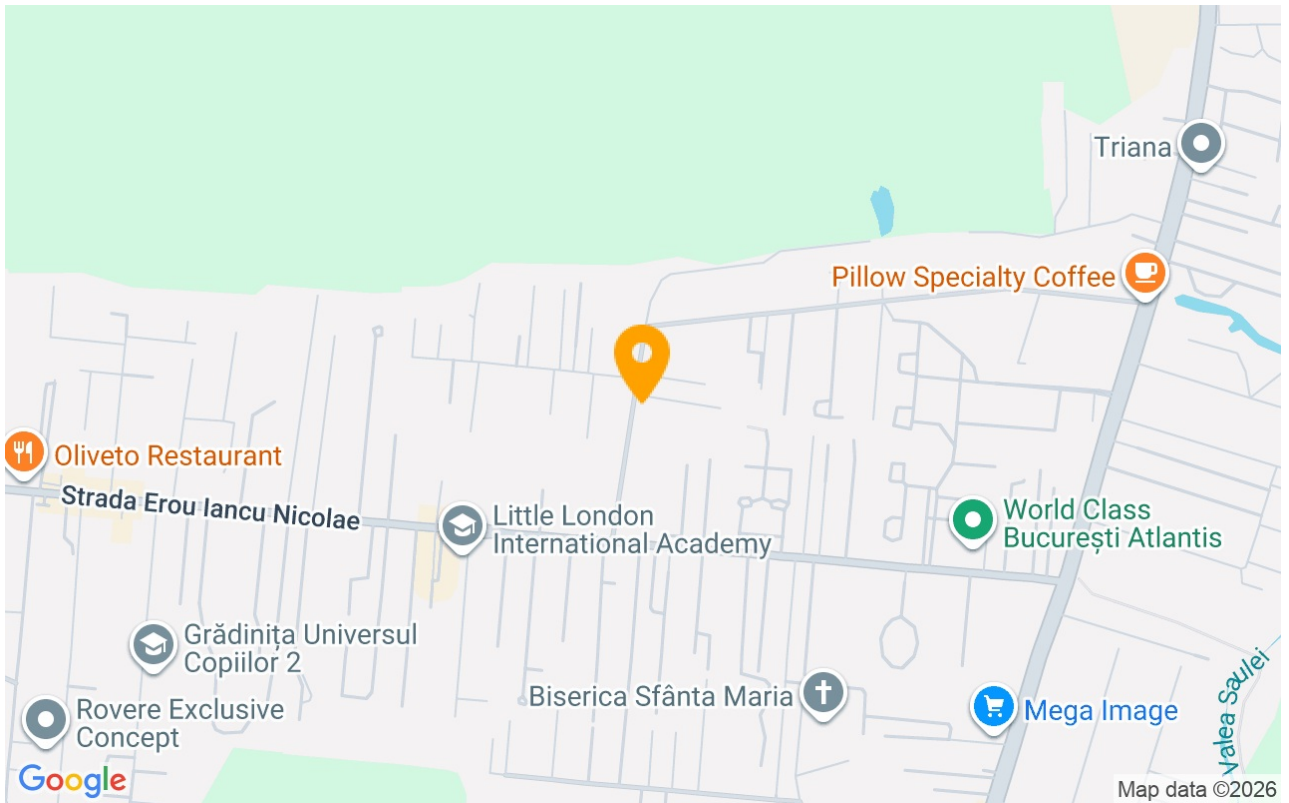 Triana
Pillow Specialty Coffee
Oliveto Restaurant
Strada Erou Iancu Nicolae
Little London
International Academy
World Class
București Atlantis
Grădinița Universul
Copiilor 2
Biserica Sfânta Maria
Rovere Exclusive
Concept
Mega Image
Valea Saulei
Google
Map data ©2026